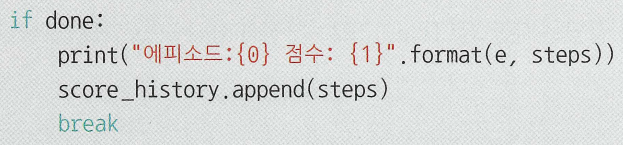 if done:
    print("에피소드:{0} 점수: {1}".format(e, steps))
    score_history.append(steps)
    break